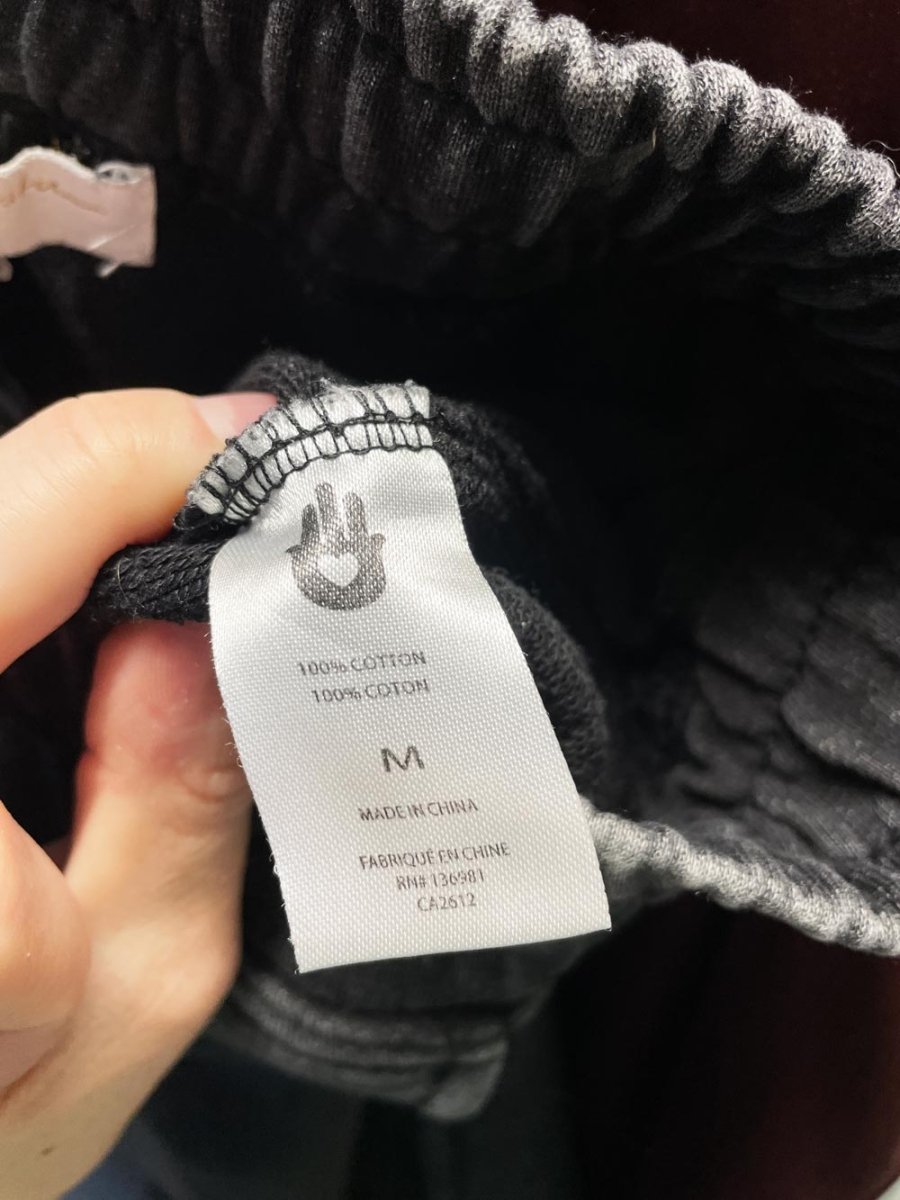 100% COTTON
100% COTON
M
MADE IN CHINA
FABRIQUÉ EN CHINE
RN# 136981
CA2612